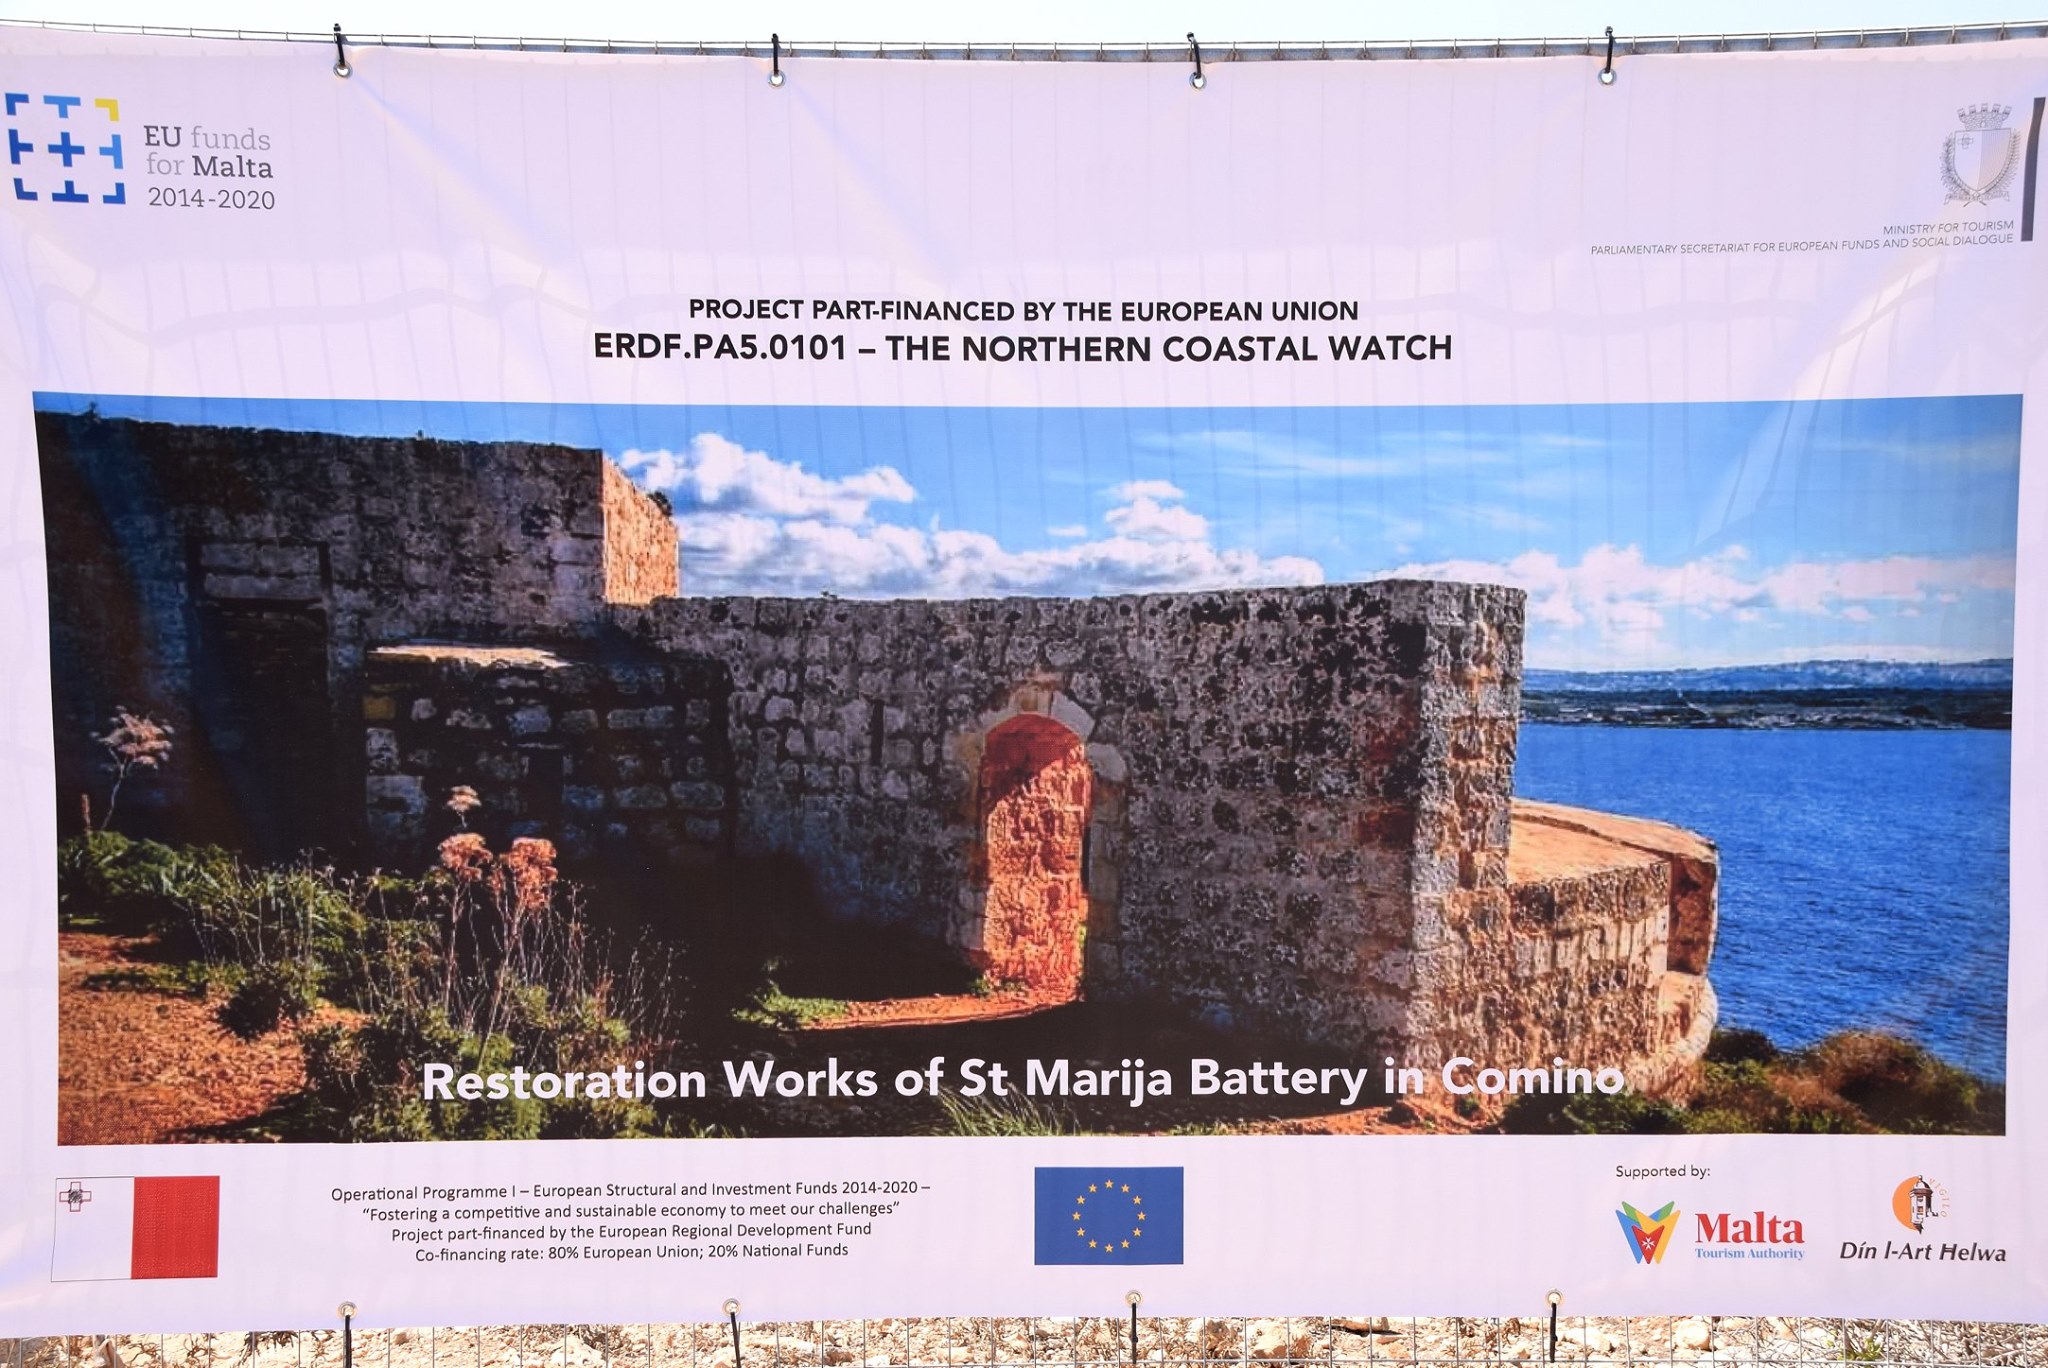 EU funds
for Malta
2014-2020
MINISTRY FOR TOURISM
PARLIAMENTARY SECRETARIAT FOR EUROPEAN FUNDS AND SOCIAL DIALOGUE
PROJECT PART-FINANCED BY THE EUROPEAN UNION
ERDF.PA5.0101 – THE NORTHERN COASTAL WATCH
Restoration Works of St Marija Battery in Comino
Operational Programme I – European Structural and Investment Funds 2014-2020 –
“Fostering a competitive and sustainable economy to meet our challenges”
Project part-financed by the European Regional Development Fund
Co-financing rate: 80% European Union; 20% National Funds
Supported by:
Malta
Tourism Authority
Dín l-Art Helwa